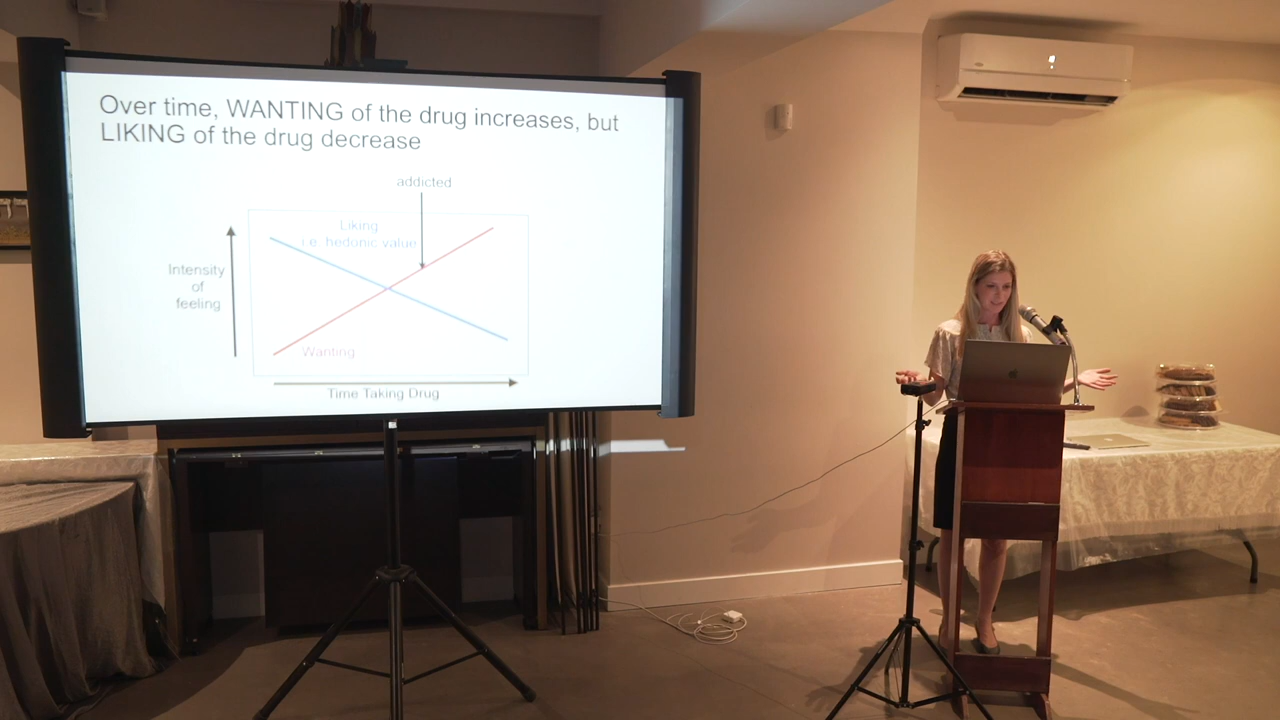 Over time, WANTING of the drug increases, but
LIKING of the drug decrease
addicted
Liking
i.e. hedonic value
Intensity
of
feeling
Wanting
Time Taking Drug